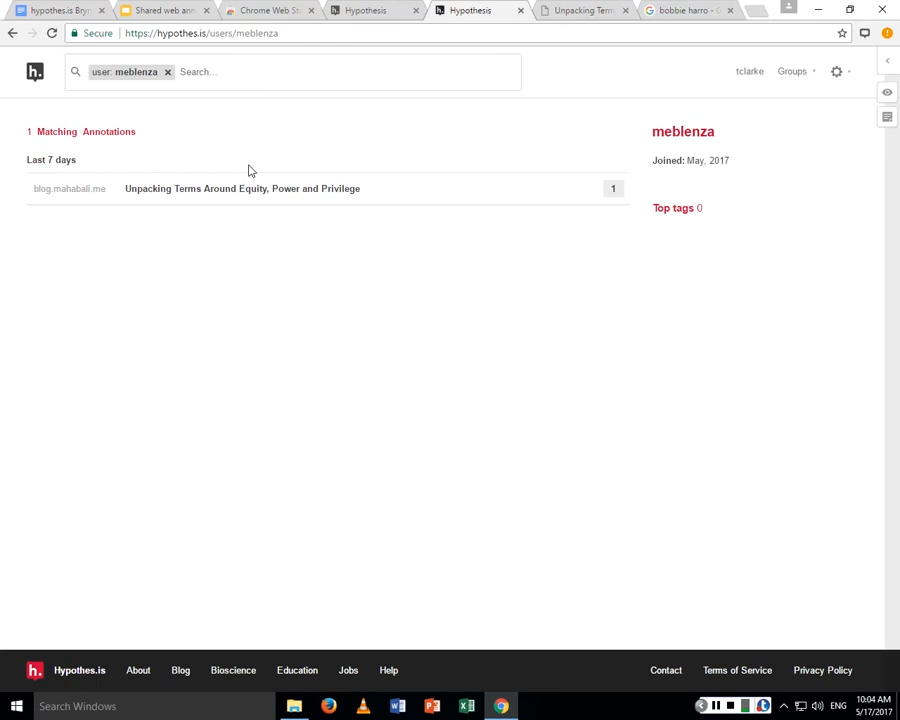 hypothes.is Bryn
Shared web ann
Chrome Web Sto
Hypothesis
Hypothesis
Unpacking Term
bobbie harro - G
Secure https://hypothes.is/users/meblenza
h. user: meblenza Search... tclarke Groups
1 Matching Annotations
meblenza
Last 7 days
Joined: May, 2017
blog.mahabali.me Unpacking Terms Around Equity, Power and Privilege 1
Top tags 0
h. Hypothes.is About Blog Bioscience Education Jobs Help Contact Terms of Service Privacy Policy
Search Windows
ENG
10:04 AM
5/17/2017